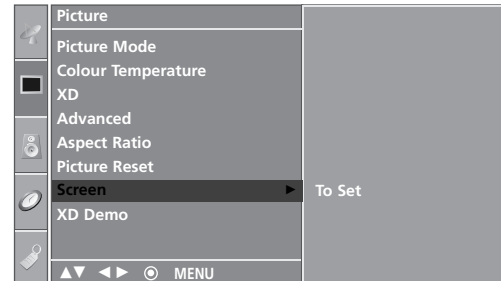 Picture
Picture Mode
Colour Temperature
XD
Advanced
Aspect Ratio
Picture Reset
Screen ► To Set
XD Demo
▲▼ ◄► ⊙ MENU